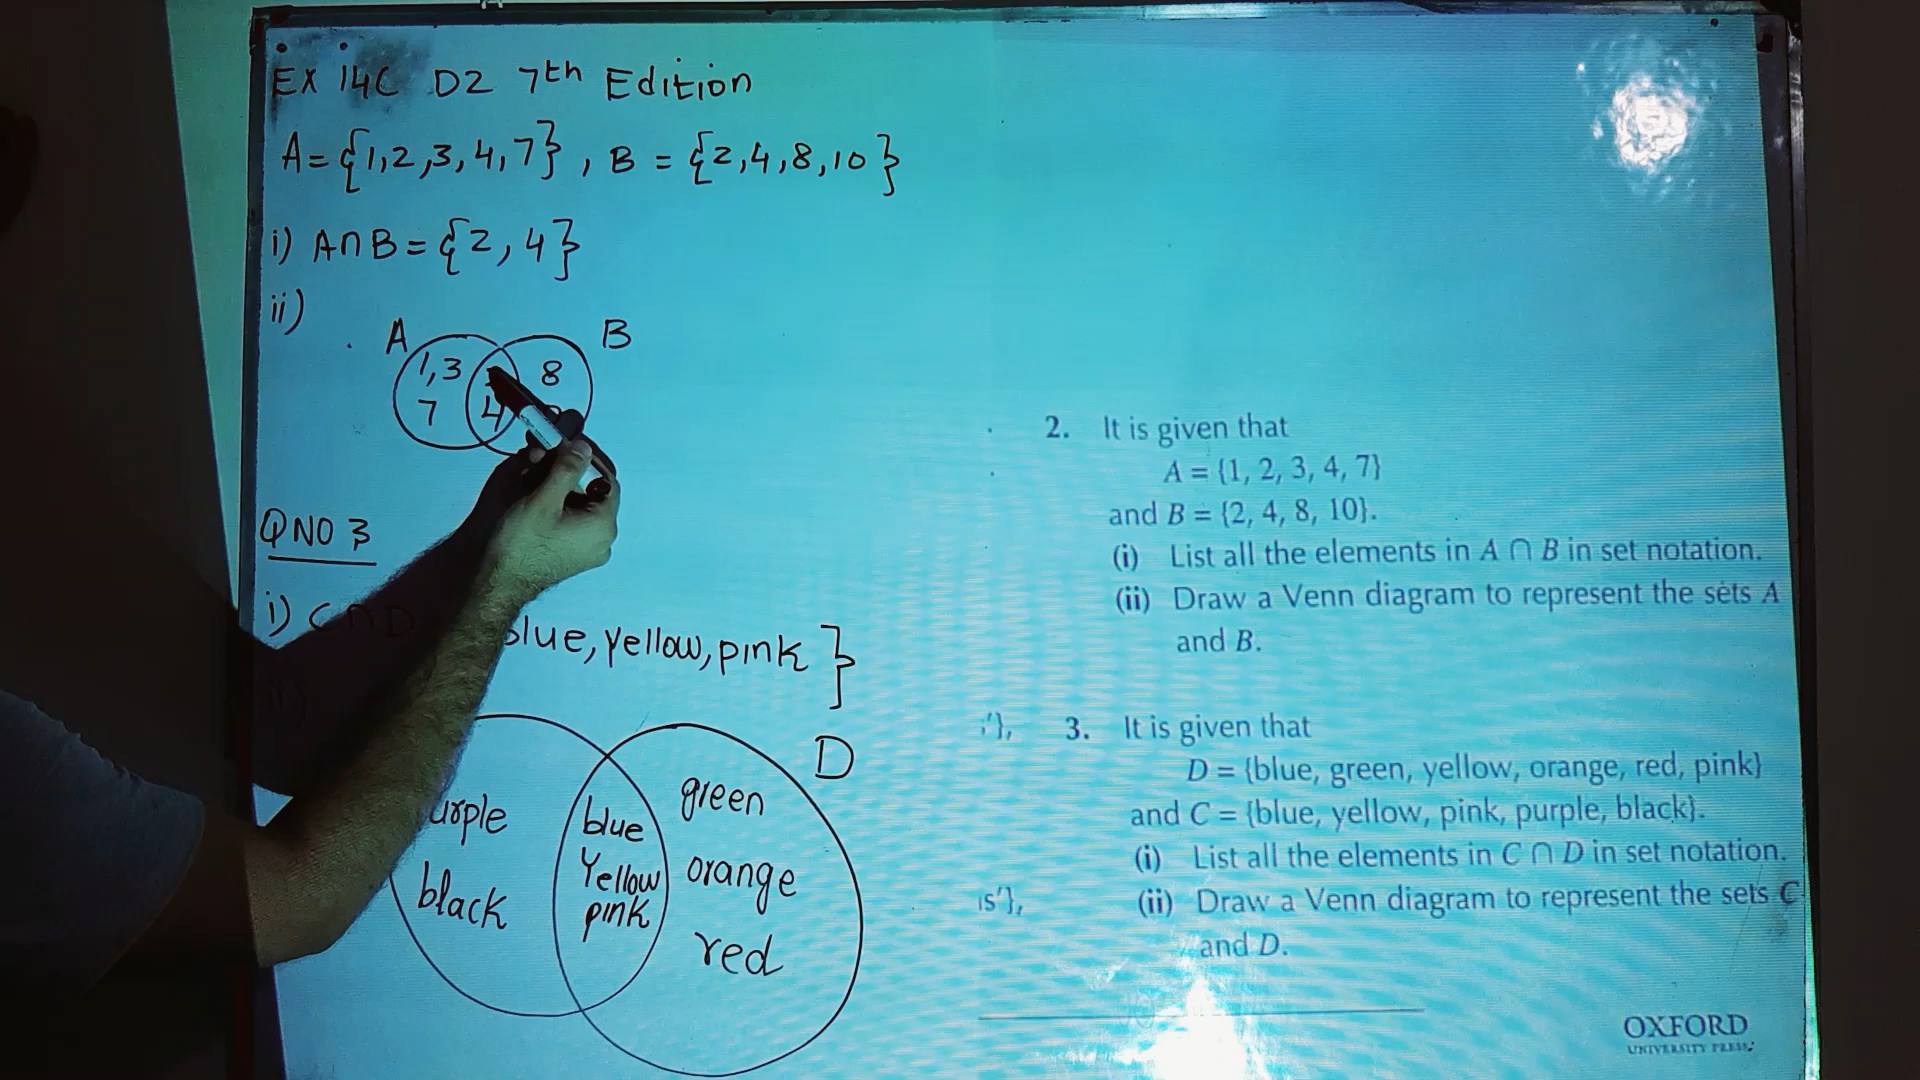 Ex 14C D2 7th Edition
A = {1,2,3,4,7}, B = {2,4,8,10}
i) A∩B = {2, 4}
ii)
A B
1,3 8
7 4
QNO 3
i) C∩D blue, yellow, pink }
ii)
D
urple blue green
black Yellow orange
pink red
2. It is given that
A = {1, 2, 3, 4, 7}
and B = {2, 4, 8, 10}.
(i) List all the elements in A ∩ B in set notation.
(ii) Draw a Venn diagram to represent the sets A
and B.
;'}, 3. It is given that
D = {blue, green, yellow, orange, red, pink}
and C = {blue, yellow, pink, purple, black}.
(i) List all the elements in C ∩ D in set notation.
is'}, (ii) Draw a Venn diagram to represent the sets C
and D.
OXFORD
UNIVERSITY PRESS